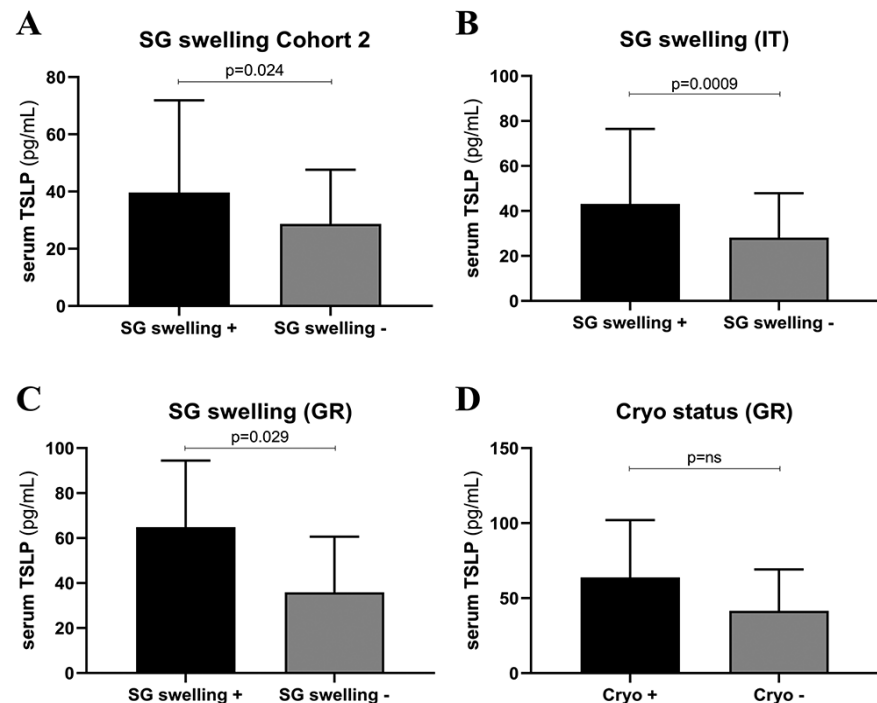 A
SG swelling Cohort 2
p=0.024
serum TSLP (pg/mL)
80
60
40
20
0
SG swelling +
SG swelling -
B
SG swelling (IT)
p=0.0009
serum TSLP (pg/mL)
100
80
60
40
20
0
SG swelling +
SG swelling -
C
SG swelling (GR)
p=0.029
serum TSLP (pg/mL)
100
80
60
40
20
0
SG swelling +
SG swelling -
D
Cryo status (GR)
p=ns
serum TSLP (pg/mL)
150
100
50
0
Cryo +
Cryo -